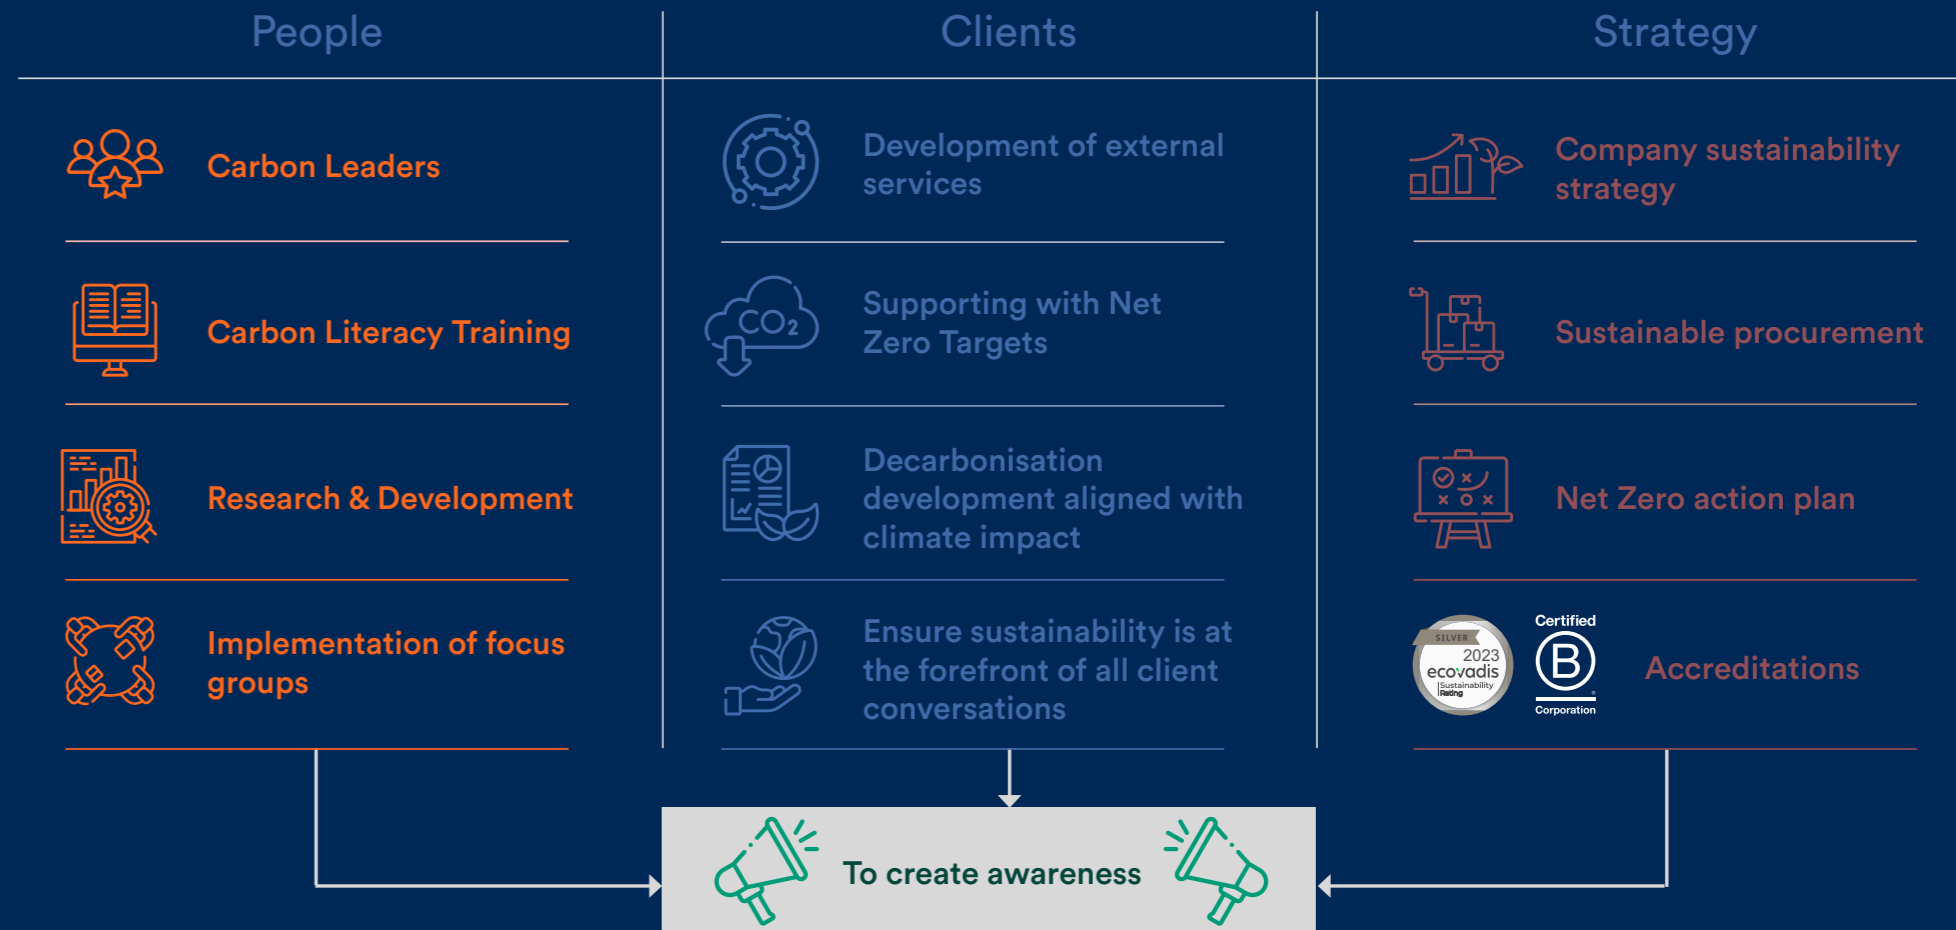 People
Clients
Strategy
Carbon Leaders
Carbon Literacy Training
Research & Development
Implementation of focus
groups
Development of external
services
CO2
Supporting with Net
Zero Targets
Decarbonisation
development aligned with
climate impact
Ensure sustainability is at
the forefront of all client
conversations
Company sustainability
strategy
Sustainable procurement
Net Zero action plan
SILVER
2023
ecovadis
Sustainability
Rating
Certified
B
®
Corporation
Accreditations
To create awareness